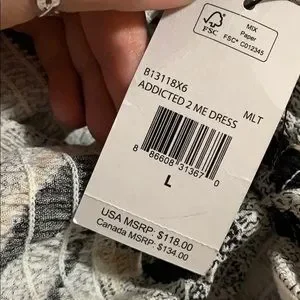 FSC
MIX
Paper
FSC® C012345
B13118X6
ADDICTED 2 ME DRESS
MLT
8 86608 31367 0
L
USA MSRP: $118.00
Canada MSRP: $134.00